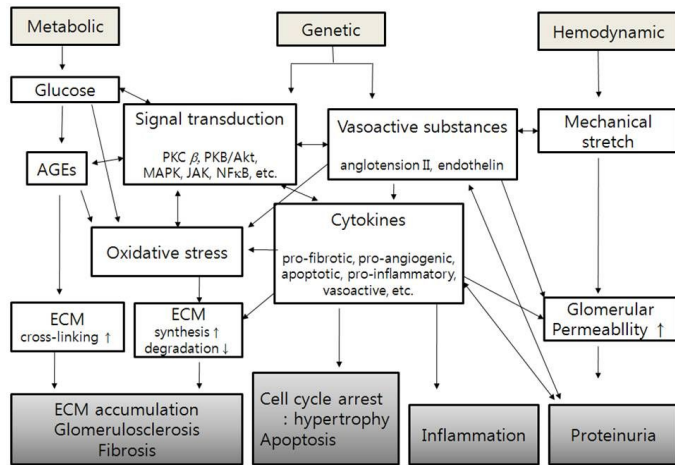 Metabolic
Genetic
Hemodynamic
Glucose
Signal transduction
PKC β, PKB/Akt,
MAPK, JAK, NFκB, etc.
Vasoactive substances
anglotension II, endothelin
Mechanical
stretch
AGEs
Oxidative stress
Cytokines
pro-fibrotic, pro-angiogenic,
apoptotic, pro-inflammatory,
vasoactive, etc.
ECM
cross-linking ↑
ECM
synthesis ↑
degradation ↓
Glomerular
Permeabllity ↑
ECM accumulation
Glomerulosclerosis
Fibrosis
Cell cycle arrest
: hypertrophy
Apoptosis
Inflammation
Proteinuria